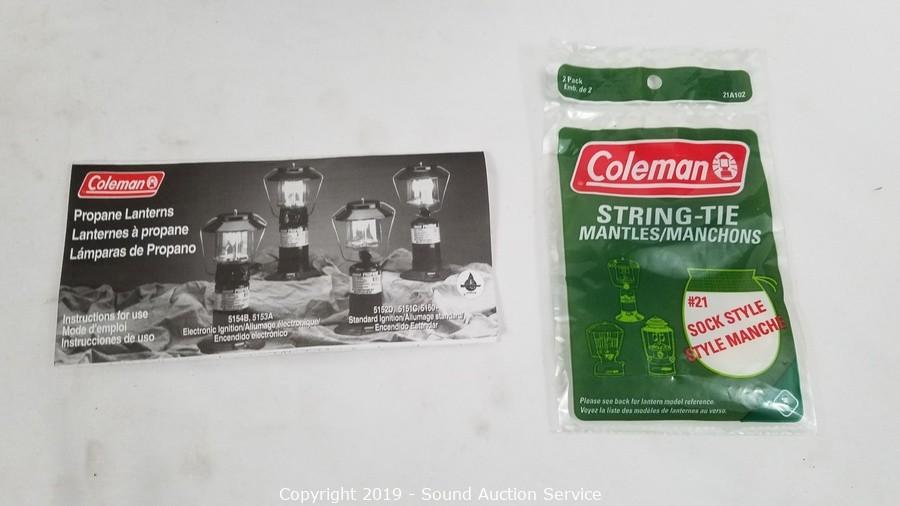 Coleman
Propane Lanterns
Lanternes à propane
Lámparas de Propano
Instructions for use
Mode d'emploi
Instrucciones de uso
5154B, 5153A
Electronic Ignition/Allumage électronique/
Encendido electrónico
5152D, 5151C, 5160
Standard Ignition/Allumage standard/
Encendido Estándar
2 Pack
Emb. de 2
21A102
Coleman
STRING-TIE
MANTLES/MANCHONS
#21
SOCK STYLE
STYLE MANCHE
Please see back for lantern model reference.
Voyez la liste des modèles de lanternes au verso.
Copyright 2019 - Sound Auction Service